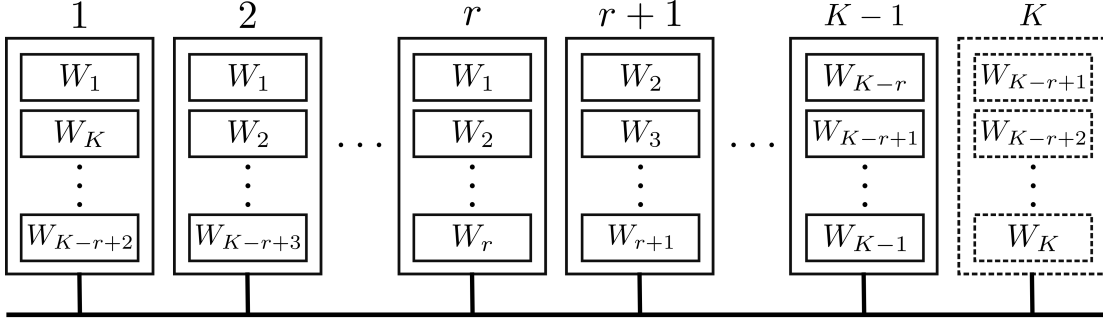 1 2 r r + 1 K − 1 K
W_1 W_1 W_1 W_2 W_{K−r} W_{K−r+1}
W_K W_2 ... W_2 W_3 ... W_{K−r+1} W_{K−r+2}
W_{K−r+2} W_{K−r+3} W_r W_{r+1} W_{K−1} W_K